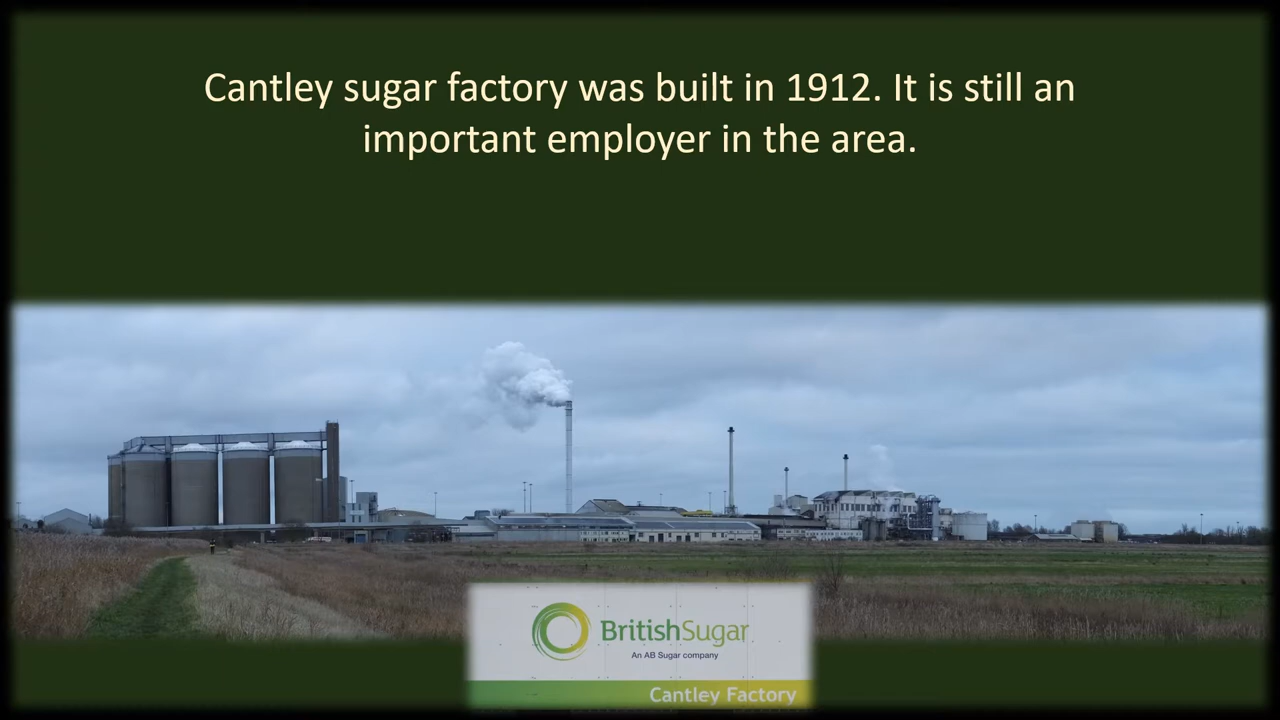 Cantley sugar factory was built in 1912. It is still an
important employer in the area.
BritishSugar
An AB Sugar company
Cantley Factory